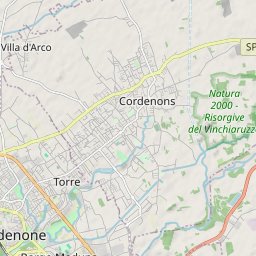 Villa d'Arco
SP
Cordenons
Natura
2000 -
Risorgive
del Vinchiaruzzo
Torre
denone